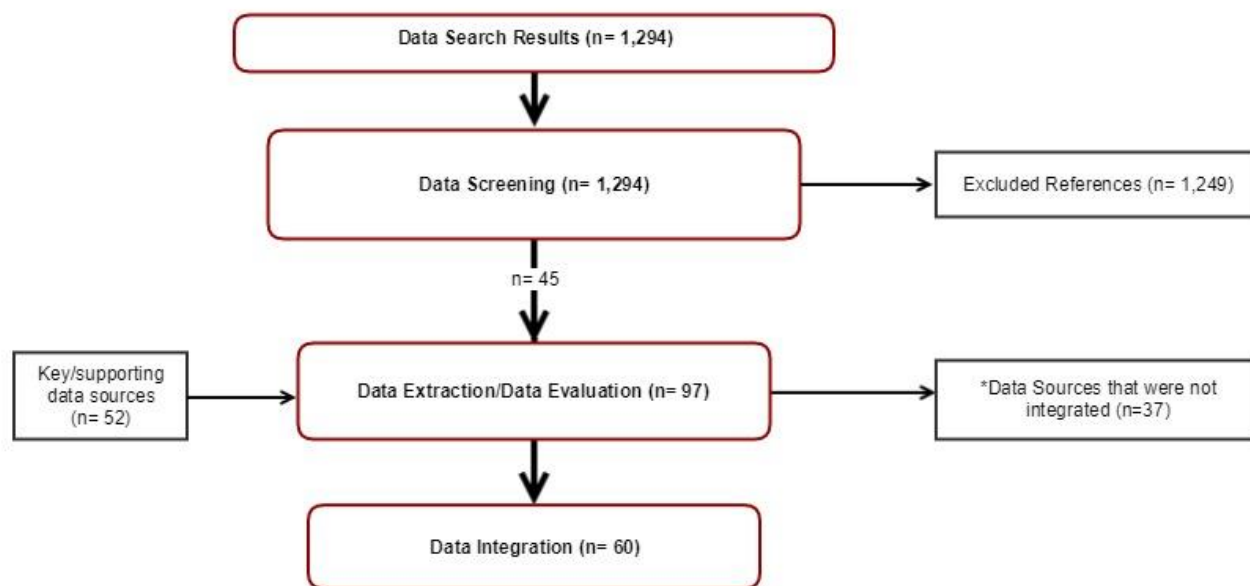 Data Search Results (n= 1,294)
Data Screening (n= 1,294)
Excluded References (n= 1,249)
n= 45
Key/supporting
data sources
(n= 52)
Data Extraction/Data Evaluation (n= 97)
*Data Sources that were not
integrated (n=37)
Data Integration (n= 60)